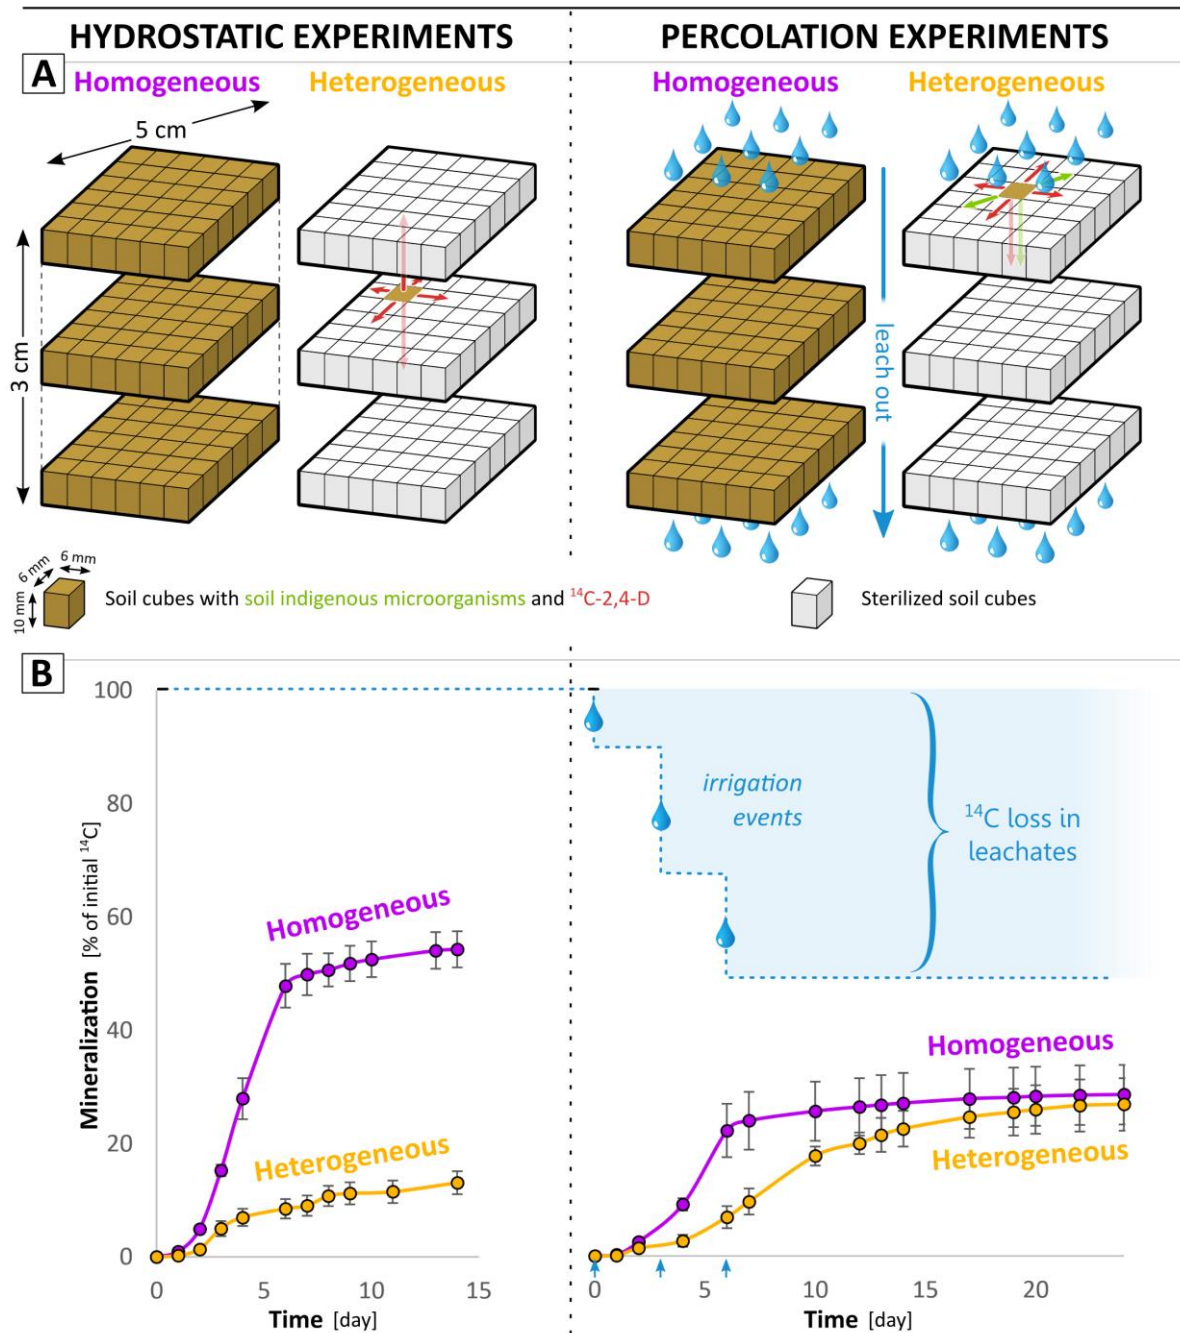 HYDROSTATIC EXPERIMENTS
PERCOLATION EXPERIMENTS
A
Homogeneous
Heterogeneous
Homogeneous
Heterogeneous
5 cm
3 cm
leach out
6 mm
6 mm
10 mm
Soil cubes with soil indigenous microorganisms and ¹⁴C-2,4-D
Sterilized soil cubes
B
Mineralization [% of initial ¹⁴C]
100
80
60
40
20
0
Homogeneous
Heterogeneous
0
5
10
15
Time [day]
irrigation
events
¹⁴C loss in
leachates
Homogeneous
Heterogeneous
0
5
10
15
20
Time [day]